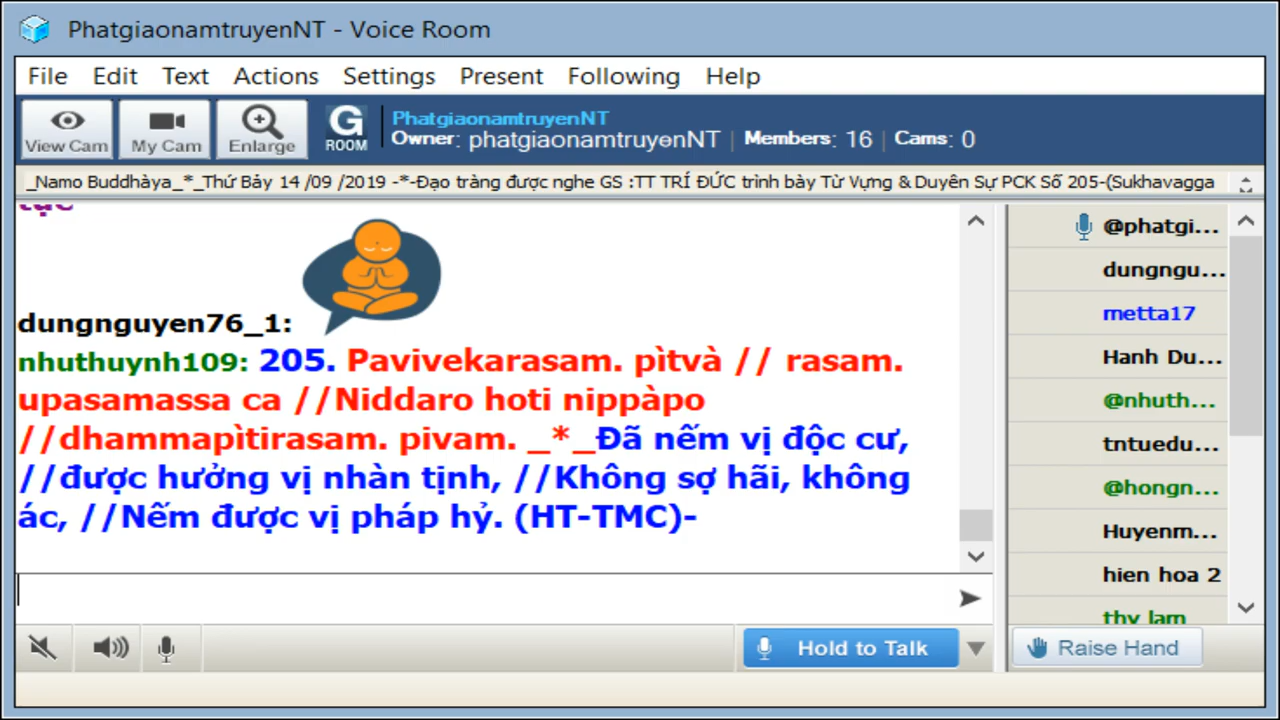 PhatgiaonamtruyenNT - Voice Room
File Edit Text Actions Settings Present Following Help
View Cam My Cam Enlarge G ROOM
PhatgiaonamtruyenNT
Owner: phatgiaonamtruyenNT | Members: 16 | Cams: 0
_Namo Buddhàya_*_Thứ Bảy 14 /09 /2019 -*-Đạo tràng được nghe GS :TT TRÍ ĐỨC trình bày Từ Vựng & Duyên Sự PCK Số 205-(Sukhavagga
tục
dungnguyen76_1:
nhuthuynh109: 205. Pavivekarasam. pìtvà // rasam.
upasamassa ca //Niddaro hoti nippàpo
//dhammapìtirasam. pivam. _*_Đã nếm vị độc cư,
//được hưởng vị nhàn tịnh, //Không sợ hãi, không
ác, //Nếm được vị pháp hỷ. (HT-TMC)-
@phatgi...
dungngu...
metta17
Hanh Du...
@nhuth...
tntuedu...
@hongn...
Huyenm...
hien hoa 2
thy lam
Hold to Talk
Raise Hand